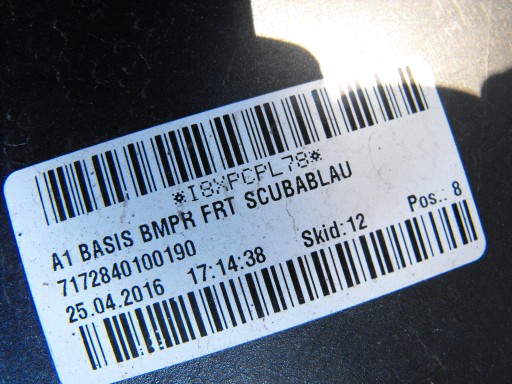 *I8XPCPL78*
A1 BASIS BMPR FRT SCUBABLAU
7172840100190
25.04.2016 17:14:38 Skid:12 Pos.: 8